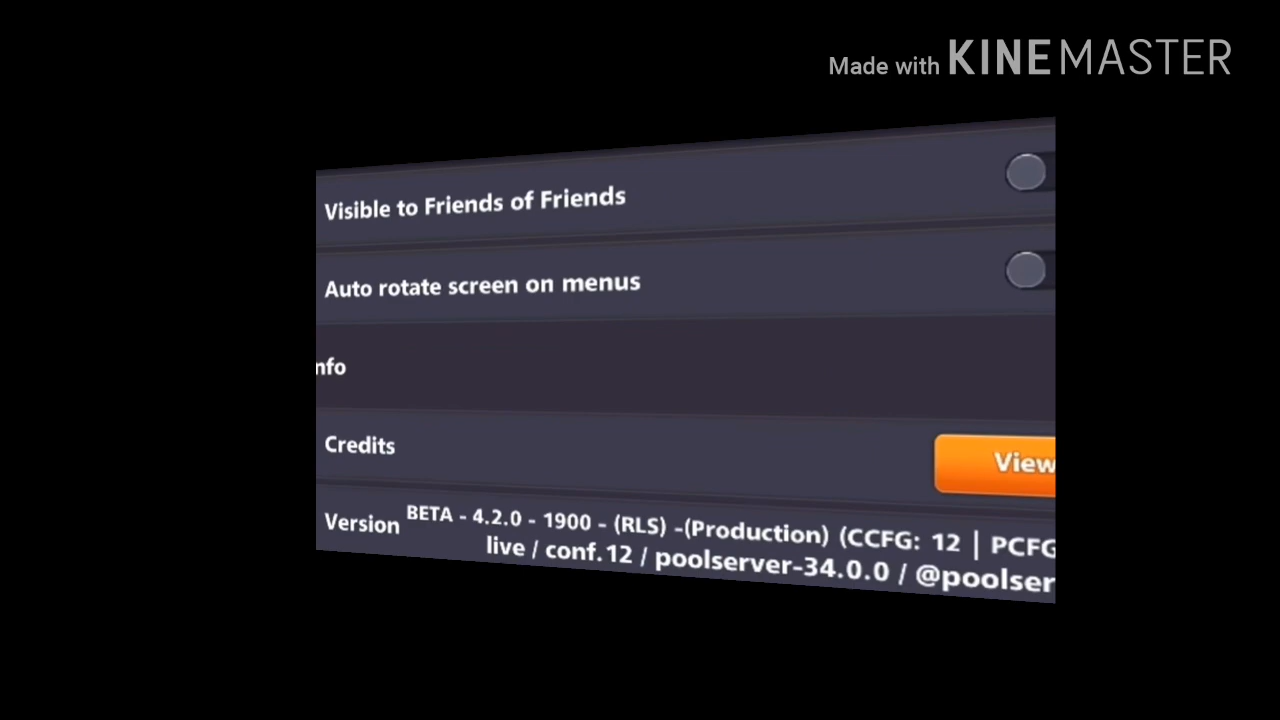 Made with KINEMASTER
Visible to Friends of Friends
Auto rotate screen on menus
nfo
Credits
View
Version BETA - 4.2.0 - 1900 - (RLS) -(Production) (CCFG: 12 | PCFG
live / conf.12 / poolserver-34.0.0 / @poolser